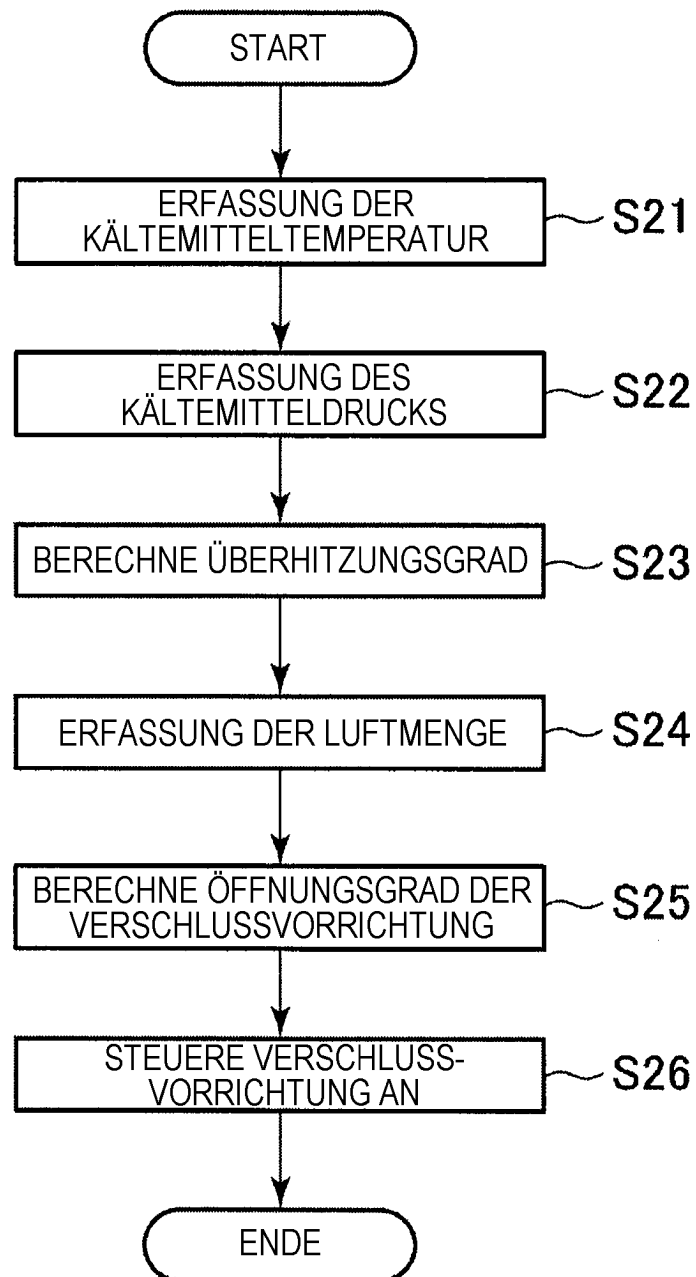 START
ERFASSUNG DER
KÄLTEMITTELTEMPERATUR
S21
ERFASSUNG DES
KÄLTEMITTELDRUCKS
S22
BERECHNE ÜBERHITZUNGSGRAD
S23
ERFASSUNG DER LUFTMENGE
S24
BERECHNE ÖFFNUNGSGRAD DER
VERSCHLUSSVORRICHTUNG
S25
STEUERE VERSCHLUSS-
VORRICHTUNG AN
S26
ENDE